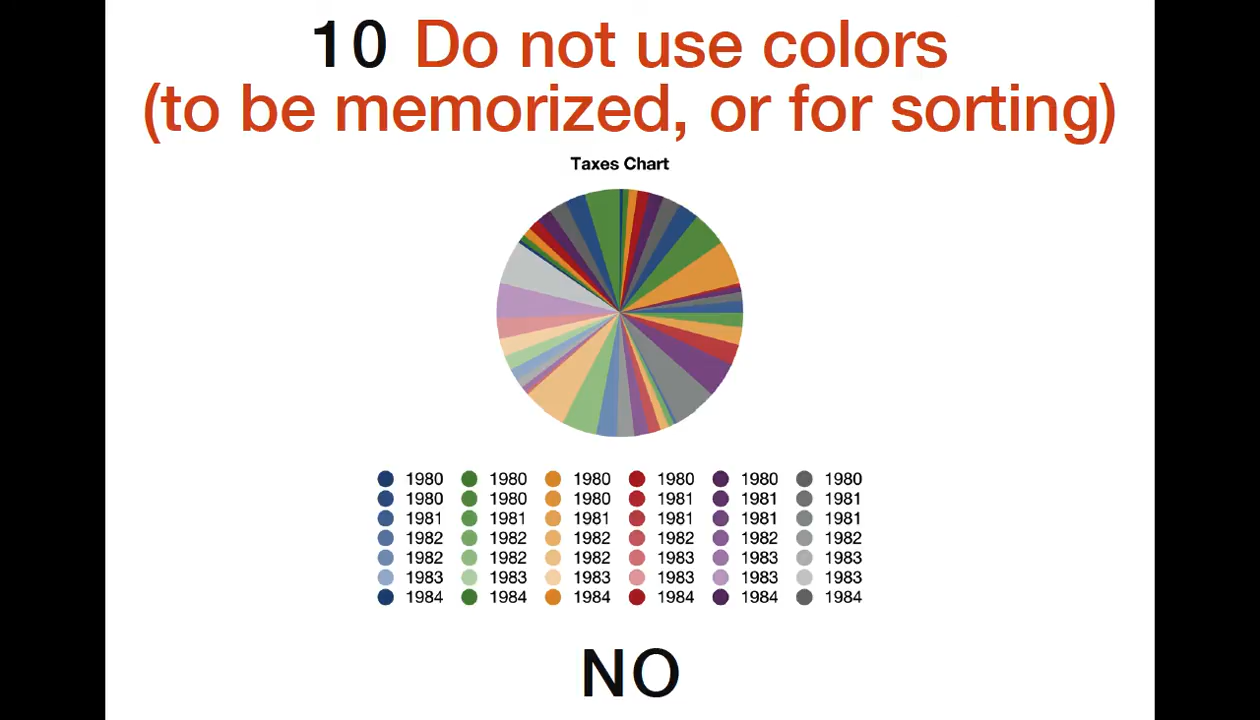 10 Do not use colors
(to be memorized, or for sorting)
Taxes Chart
1980 1980 1980 1980 1980 1980
1980 1980 1980 1981 1981 1981
1981 1981 1981 1981 1981 1981
1982 1982 1982 1982 1982 1982
1982 1982 1982 1983 1983 1983
1983 1983 1983 1983 1983 1983
1984 1984 1984 1984 1984 1984
NO